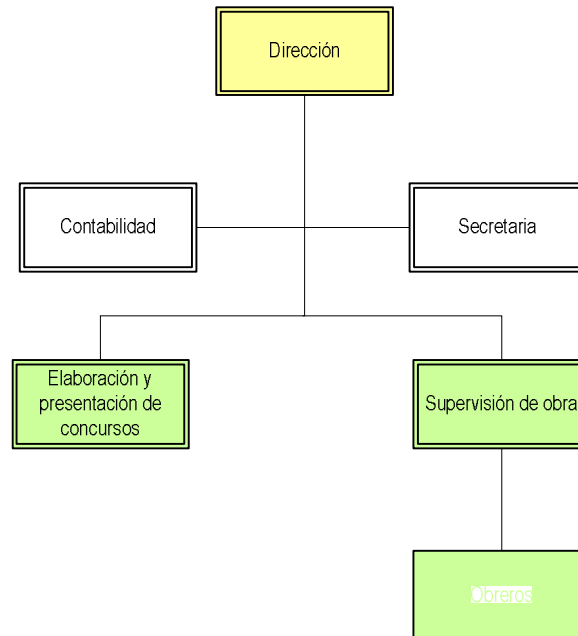 Dirección
Contabilidad
Secretaria
Elaboración y
presentación de
concursos
Supervisión de obra
Obreros